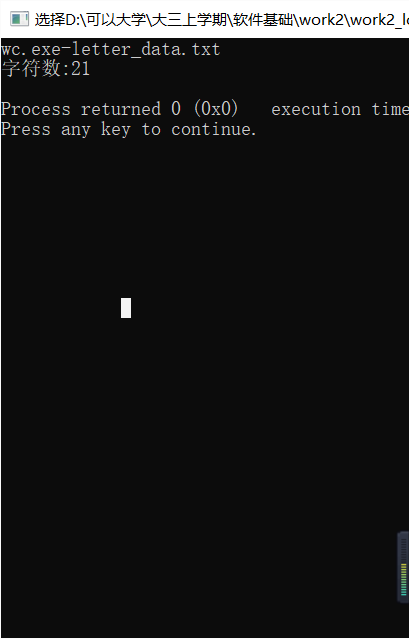 选择D:\可以大学\大三上学期\软件基础\work2\work2_l
wc.exe-letter_data.txt
字符数:21
Process returned 0 (0x0)   execution time
Press any key to continue.